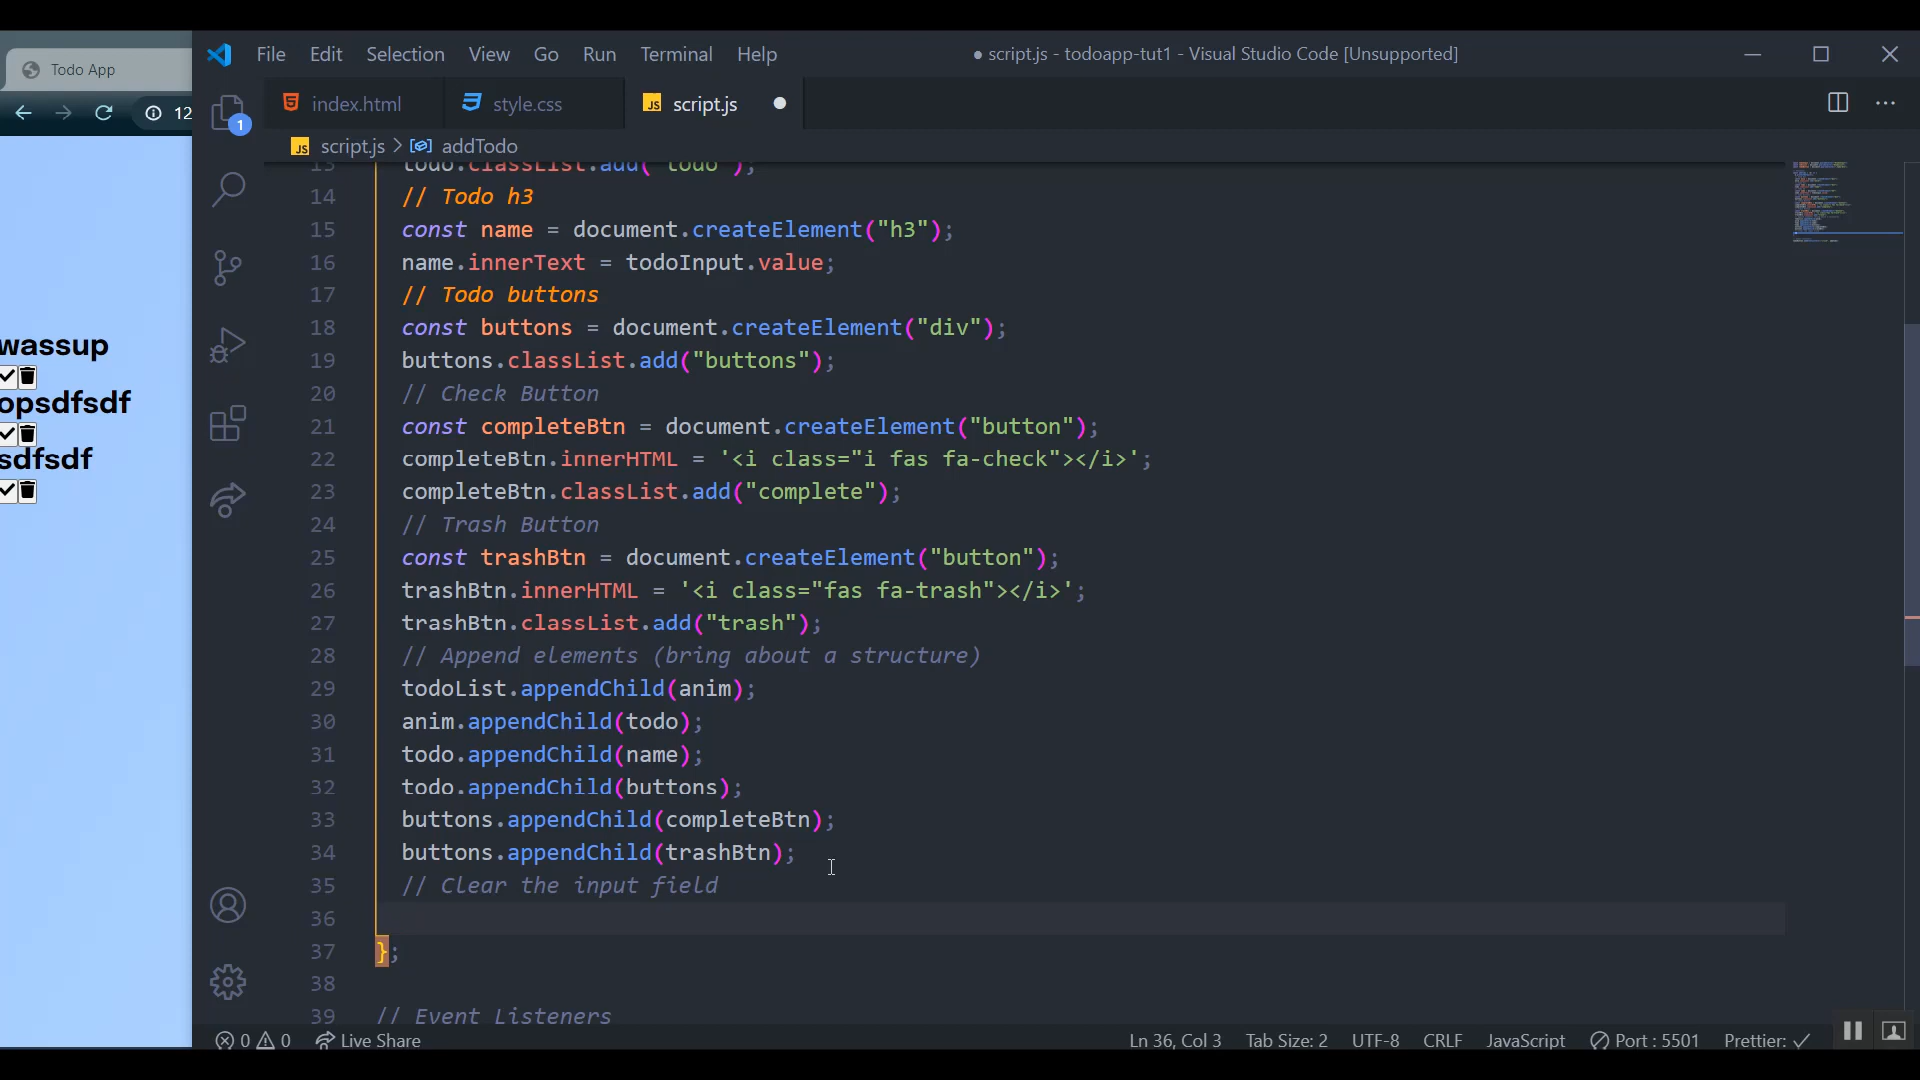 Todo App
File Edit Selection View Go Run Terminal Help
● script.js - todoapp-tut1 - Visual Studio Code [Unsupported]
12
1
index.html
style.css
JS script.js
JS script.js > addTodo
13 todo.classList.add("todo");
14 // Todo h3
15 const name = document.createElement("h3");
16 name.innerText = todoInput.value;
17 // Todo buttons
18 const buttons = document.createElement("div");
19 buttons.classList.add("buttons");
20 // Check Button
21 const completeBtn = document.createElement("button");
22 completeBtn.innerHTML = '<i class="i fas fa-check"></i>';
23 completeBtn.classList.add("complete");
24 // Trash Button
25 const trashBtn = document.createElement("button");
26 trashBtn.innerHTML = '<i class="fas fa-trash"></i>';
27 trashBtn.classList.add("trash");
28 // Append elements (bring about a structure)
29 todoList.appendChild(anim);
30 anim.appendChild(todo);
31 todo.appendChild(name);
32 todo.appendChild(buttons);
33 buttons.appendChild(completeBtn);
34 buttons.appendChild(trashBtn);
35 // Clear the input field
36
37 };
38
39 // Event Listeners
wassup
opsdfsdf
sdfsdf
0 0 Live Share
Ln 36, Col 3 Tab Size: 2 UTF-8 CRLF JavaScript Port : 5501 Prettier: ✓